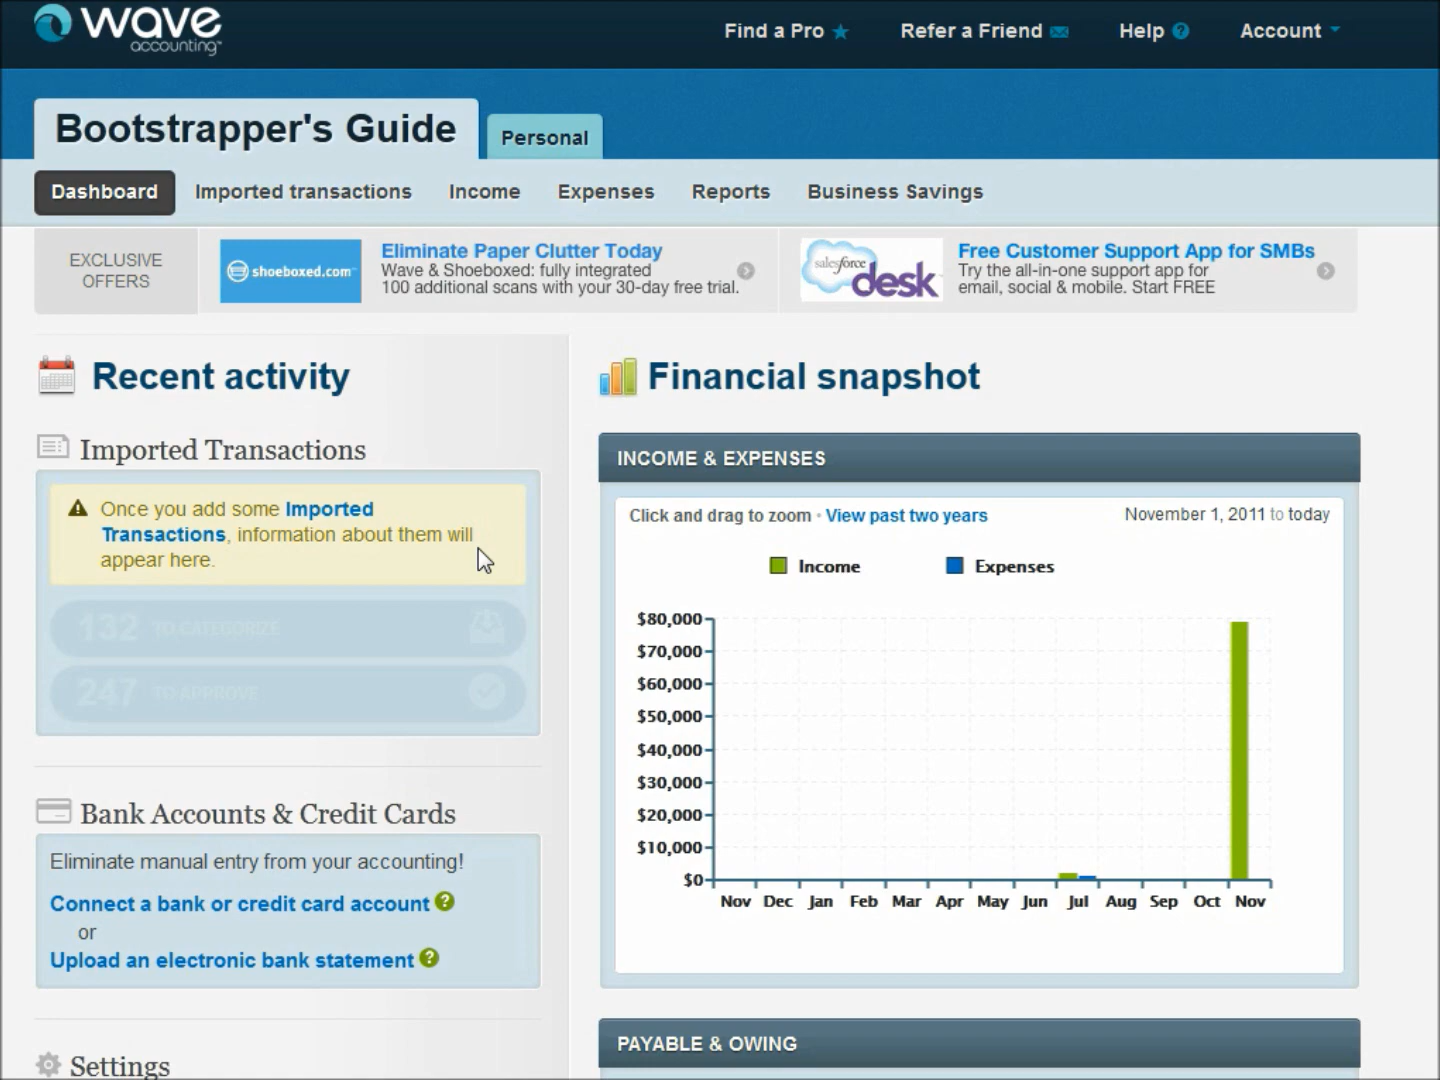 wave
accounting™
Find a Pro
Refer a Friend
Help ?
Account
Bootstrapper's Guide
Personal
Dashboard
Imported transactions
Income
Expenses
Reports
Business Savings
EXCLUSIVE
OFFERS
shoeboxed.com
Eliminate Paper Clutter Today
Wave & Shoeboxed: fully integrated
100 additional scans with your 30-day free trial.
salesforce
desk
Free Customer Support App for SMBs
Try the all-in-one support app for
email, social & mobile. Start FREE
Recent activity
Imported Transactions
Once you add some Imported
Transactions, information about them will
appear here.
132 TO CATEGORIZE
247 TO APPROVE
Bank Accounts & Credit Cards
Eliminate manual entry from your accounting!
Connect a bank or credit card account ?
or
Upload an electronic bank statement ?
Settings
Financial snapshot
INCOME & EXPENSES
Click and drag to zoom • View past two years
November 1, 2011 to today
Income
Expenses
$80,000
$70,000
$60,000
$50,000
$40,000
$30,000
$20,000
$10,000
$0
Nov Dec Jan Feb Mar Apr May Jun Jul Aug Sep Oct Nov
PAYABLE & OWING